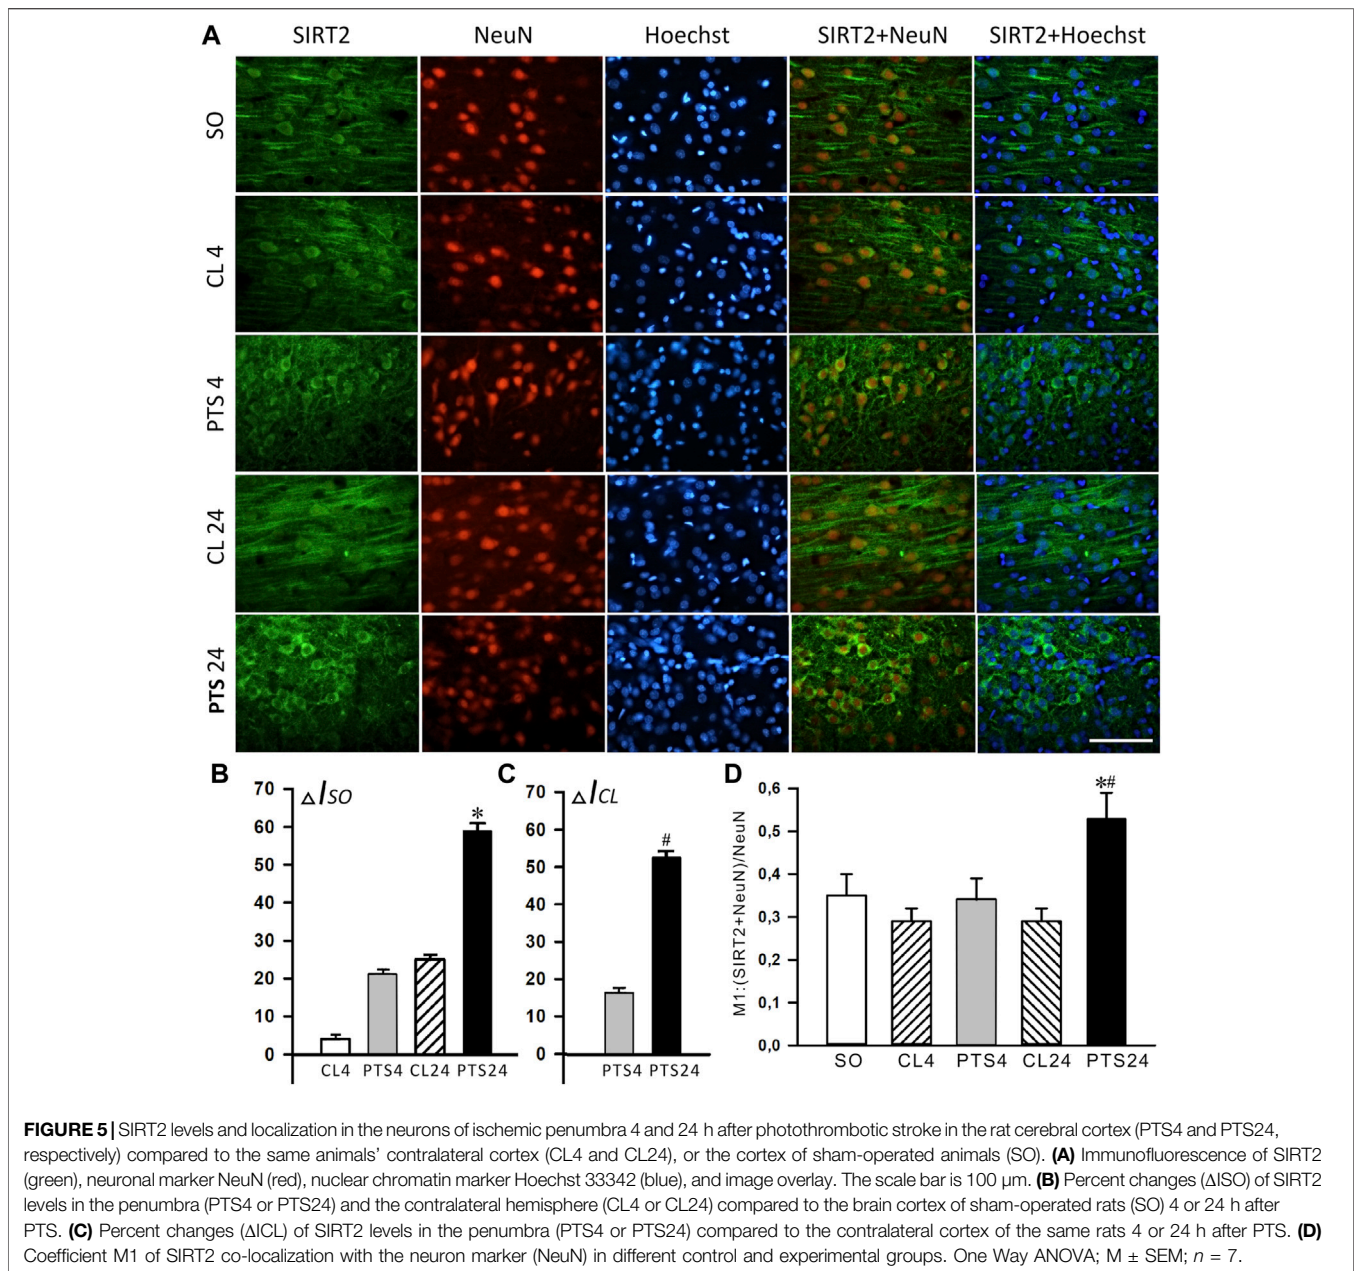 A
SIRT2 NeuN Hoechst SIRT2+NeuN SIRT2+Hoechst
SO
CL 4
PTS 4
CL 24
PTS 24
B
△ISO
70
60
50
40
30
20
10
0
*
CL4 PTS4 CL24 PTS24
C
△ICL
70
60
50
40
30
20
10
0
#
PTS4 PTS24
D
M1:(SIRT2+NeuN)/NeuN
0,6
0,5
0,4
0,3
0,2
0,1
0,0
*#
SO CL4 PTS4 CL24 PTS24
FIGURE 5 | SIRT2 levels and localization in the neurons of ischemic penumbra 4 and 24 h after photothrombotic stroke in the rat cerebral cortex (PTS4 and PTS24,
respectively) compared to the same animals’ contralateral cortex (CL4 and CL24), or the cortex of sham-operated animals (SO). (A) Immunofluorescence of SIRT2
(green), neuronal marker NeuN (red), nuclear chromatin marker Hoechst 33342 (blue), and image overlay. The scale bar is 100 µm. (B) Percent changes (ΔISO) of SIRT2
levels in the penumbra (PTS4 or PTS24) and the contralateral hemisphere (CL4 or CL24) compared to the brain cortex of sham-operated rats (SO) 4 or 24 h after
PTS. (C) Percent changes (ΔICL) of SIRT2 levels in the penumbra (PTS4 or PTS24) compared to the contralateral cortex of the same rats 4 or 24 h after PTS. (D)
Coefficient M1 of SIRT2 co-localization with the neuron marker (NeuN) in different control and experimental groups. One Way ANOVA; M ± SEM; n = 7.